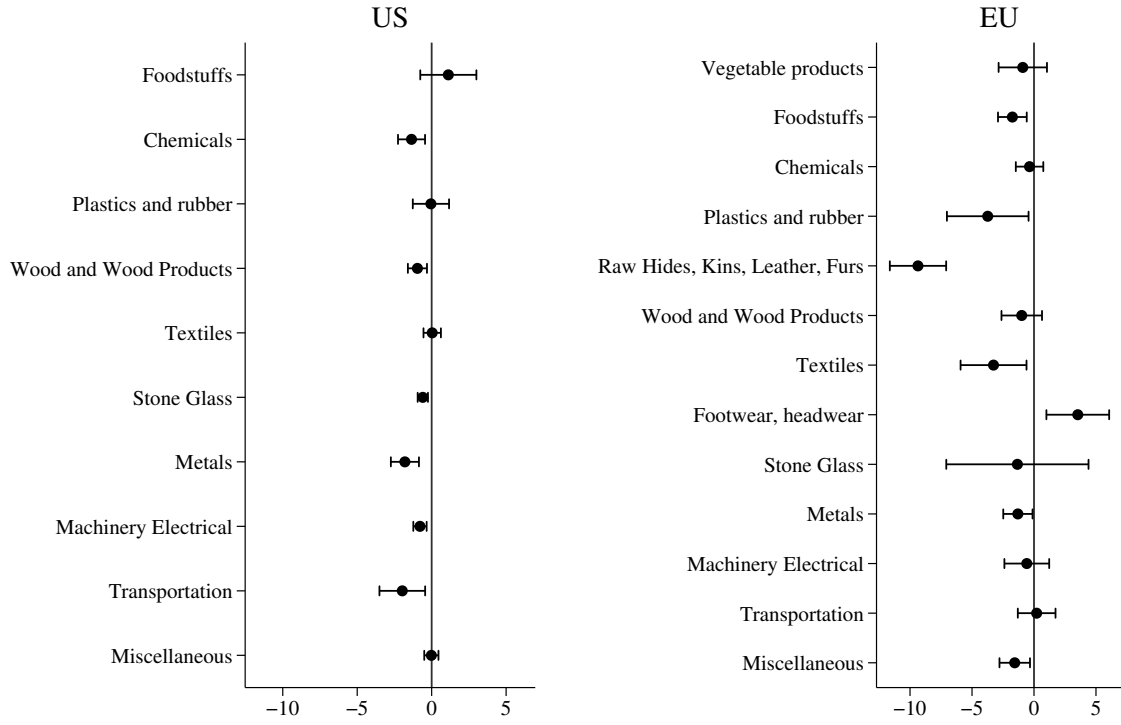 US
Foodstuffs
Chemicals
Plastics and rubber
Wood and Wood Products
Textiles
Stone Glass
Metals
Machinery Electrical
Transportation
Miscellaneous
−10 −5 0 5
EU
Vegetable products
Foodstuffs
Chemicals
Plastics and rubber
Raw Hides, Kins, Leather, Furs
Wood and Wood Products
Textiles
Footwear, headwear
Stone Glass
Metals
Machinery Electrical
Transportation
Miscellaneous
−10 −5 0 5